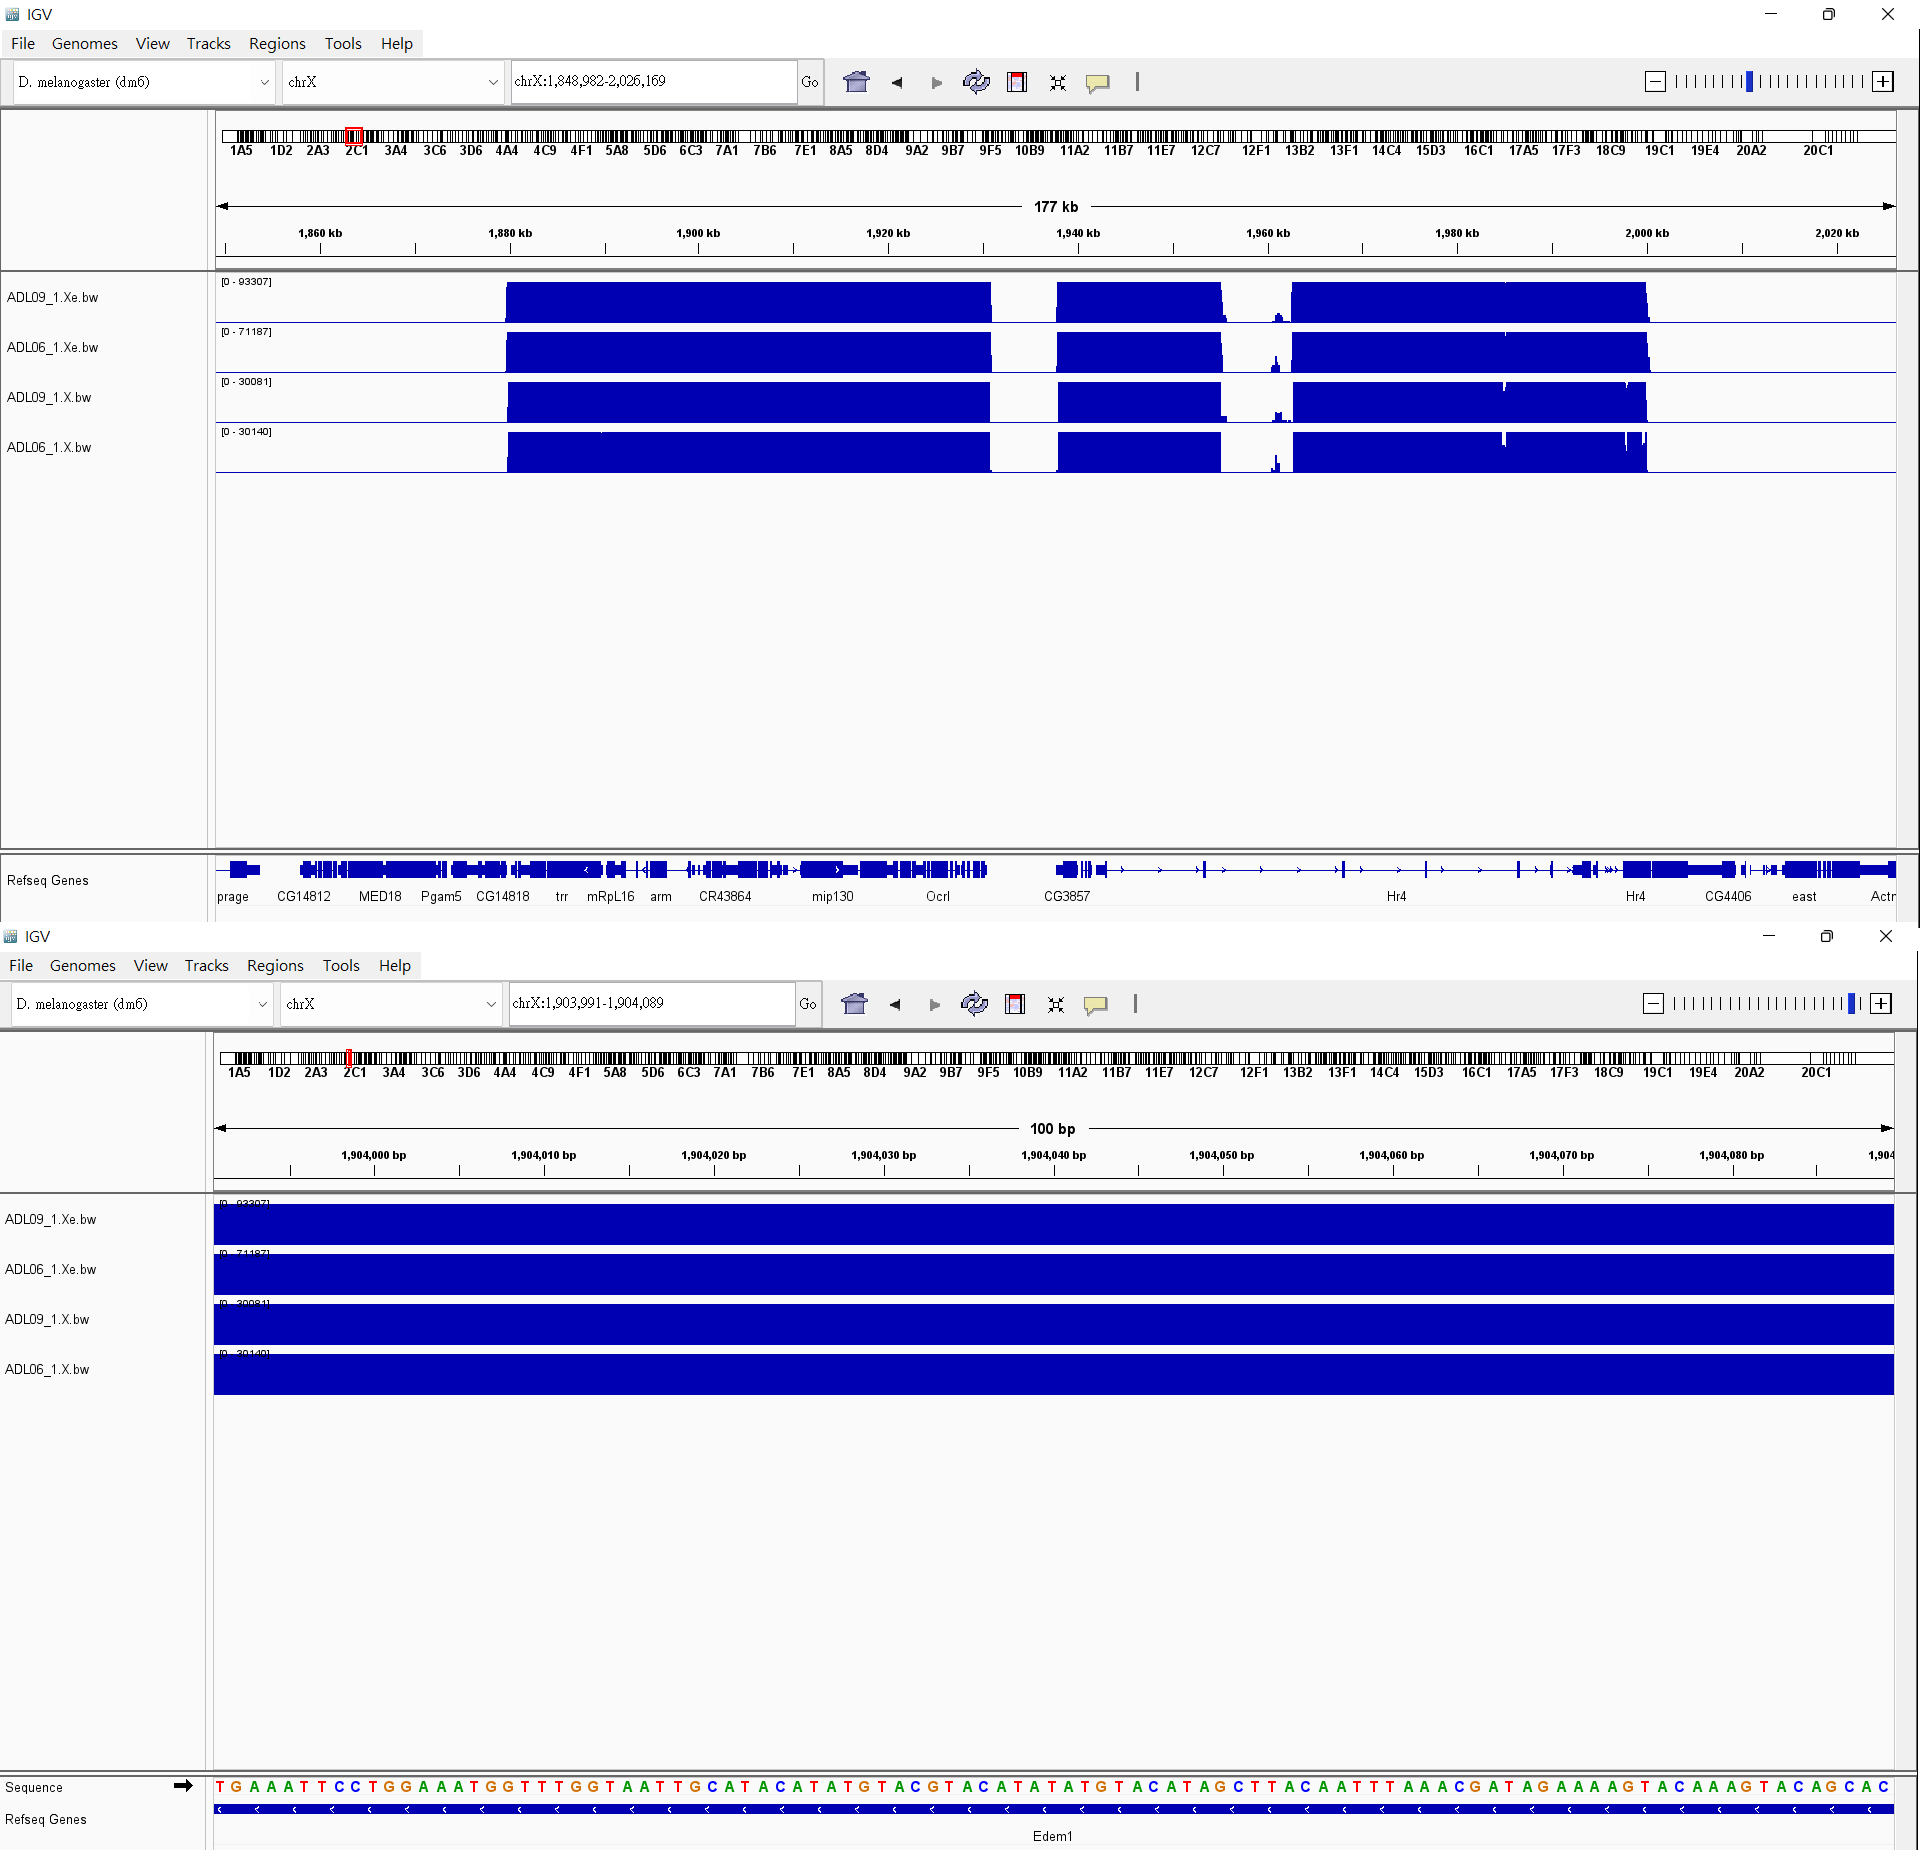 IGV
File Genomes View Tracks Regions Tools Help
D. melanogaster (dm6) chrX chrX:1,848,982-2,026,169 Go
1A5 1D2 2A3 2C1 3A4 3C6 3D6 4A4 4C9 4F1 5A8 5D6 6C3 7A1 7B6 7E1 8A5 8D4 9A2 9B7 9F5 10B9 11A2 11B7 11E7 12C7 12F1 13B2 13F1 14C4 15D3 16C1 17A5 17F3 18C9 19C1 19E4 20A2 20C1
177 kb
1,860 kb 1,880 kb 1,900 kb 1,920 kb 1,940 kb 1,960 kb 1,980 kb 2,000 kb 2,020 kb
[0 - 93307]
ADL09_1.Xe.bw
[0 - 71187]
ADL06_1.Xe.bw
[0 - 30081]
ADL09_1.X.bw
[0 - 30140]
ADL06_1.X.bw
Refseq Genes
prage CG14812 MED18 Pgam5 CG14818 trr mRpL16 arm CR43864 mip130 Ocrl CG3857 Hr4 Hr4 CG4406 east Actr
IGV
File Genomes View Tracks Regions Tools Help
D. melanogaster (dm6) chrX chrX:1,903,991-1,904,089 Go
1A5 1D2 2A3 2C1 3A4 3C6 3D6 4A4 4C9 4F1 5A8 5D6 6C3 7A1 7B6 7E1 8A5 8D4 9A2 9B7 9F5 10B9 11A2 11B7 11E7 12C7 12F1 13B2 13F1 14C4 15D3 16C1 17A5 17F3 18C9 19C1 19E4 20A2 20C1
100 bp
1,904,000 bp 1,904,010 bp 1,904,020 bp 1,904,030 bp 1,904,040 bp 1,904,050 bp 1,904,060 bp 1,904,070 bp 1,904,080 bp 1,904
[0 - 93307]
ADL09_1.Xe.bw
[0 - 71187]
ADL06_1.Xe.bw
[0 - 30081]
ADL09_1.X.bw
[0 - 30140]
ADL06_1.X.bw
Sequence T G A A A T T C C T G G A A A T G G T T T G G T A A T T G C A T A C A T A T G T A C G T A C A T A T A T G T A C A T A G C T T A C A A T T T A A A C G A T A G A A A A G T A C A A A G T A C A G C A C
Refseq Genes
Edem1